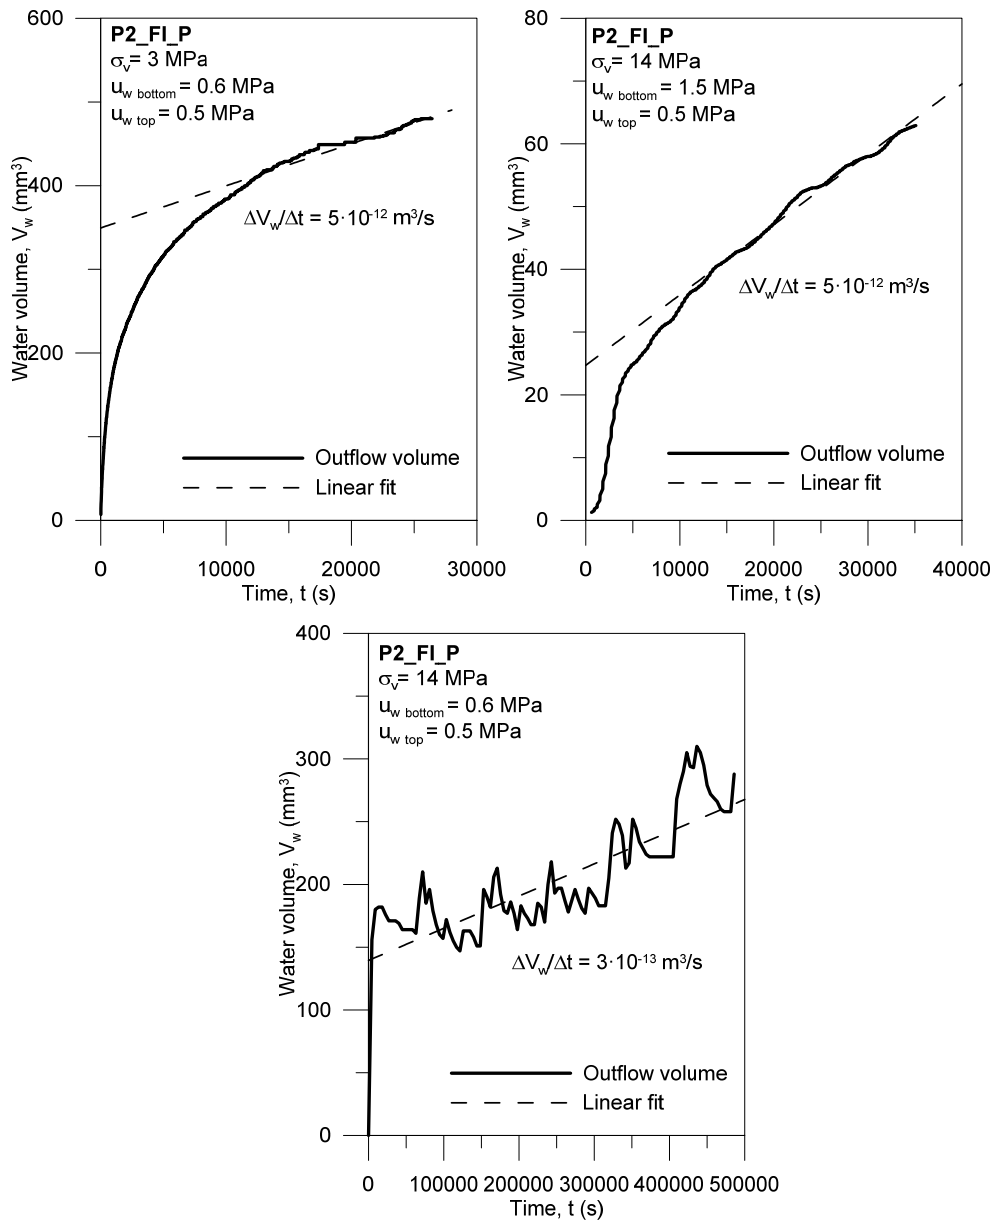 P2_FI_P
σv= 3 MPa
uw bottom = 0.6 MPa
uw top = 0.5 MPa
600
400
200
0
Water volume, Vw (mm³)
ΔVw/Δt = 5·10⁻¹² m³/s
Outflow volume
Linear fit
0 10000 20000 30000
Time, t (s)
P2_FI_P
σv= 14 MPa
uw bottom = 1.5 MPa
uw top = 0.5 MPa
80
60
40
20
0
Water volume, Vw (mm³)
ΔVw/Δt = 5·10⁻¹² m³/s
Outflow volume
Linear fit
0 10000 20000 30000 40000
Time, t (s)
P2_FI_P
σv= 14 MPa
uw bottom = 0.6 MPa
uw top = 0.5 MPa
400
300
200
100
0
Water volume, Vw (mm³)
ΔVw/Δt = 3·10⁻¹³ m³/s
Outflow volume
Linear fit
0 100000 200000 300000 400000 500000
Time, t (s)